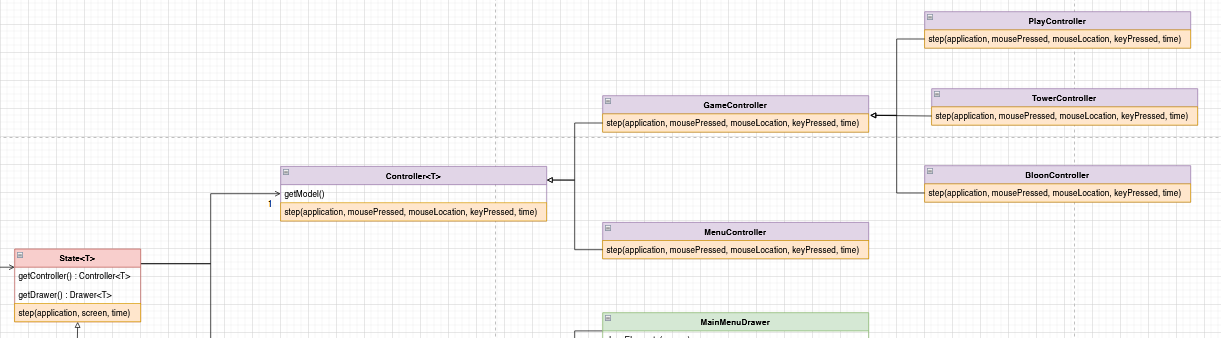 PlayController
step(application, mousePressed, mouseLocation, keyPressed, time)
TowerController
step(application, mousePressed, mouseLocation, keyPressed, time)
GameController
step(application, mousePressed, mouseLocation, keyPressed, time)
BloonController
step(application, mousePressed, mouseLocation, keyPressed, time)
Controller<T>
getModel()
step(application, mousePressed, mouseLocation, keyPressed, time)
1
MenuController
step(application, mousePressed, mouseLocation, keyPressed, time)
State<T>
getController() : Controller<T>
getDrawer() : Drawer<T>
step(application, screen, time)
MainMenuDrawer